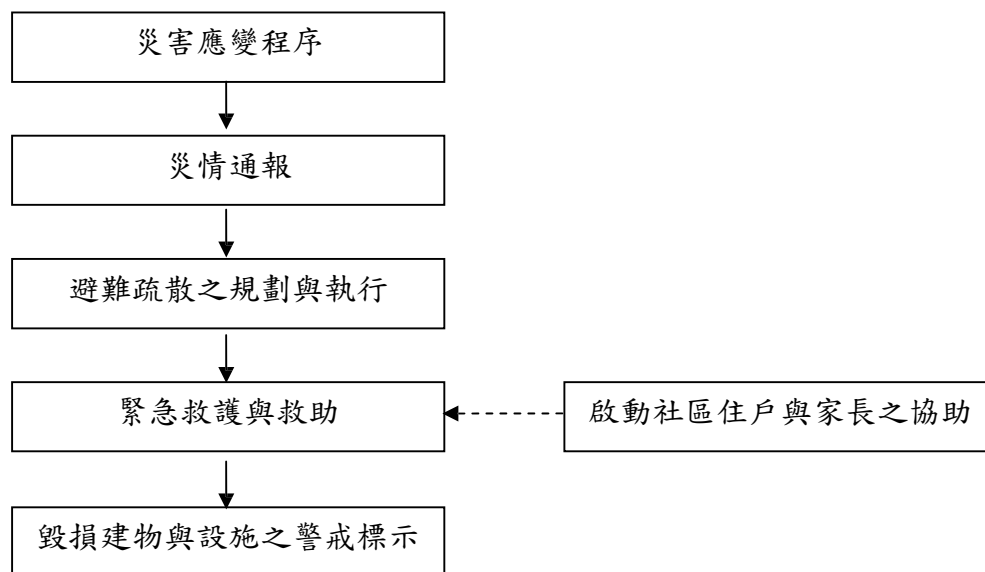 災害應變程序
災情通報
避難疏散之規劃與執行
緊急救護與救助
啟動社區住戶與家長之協助
毀損建物與設施之警戒標示